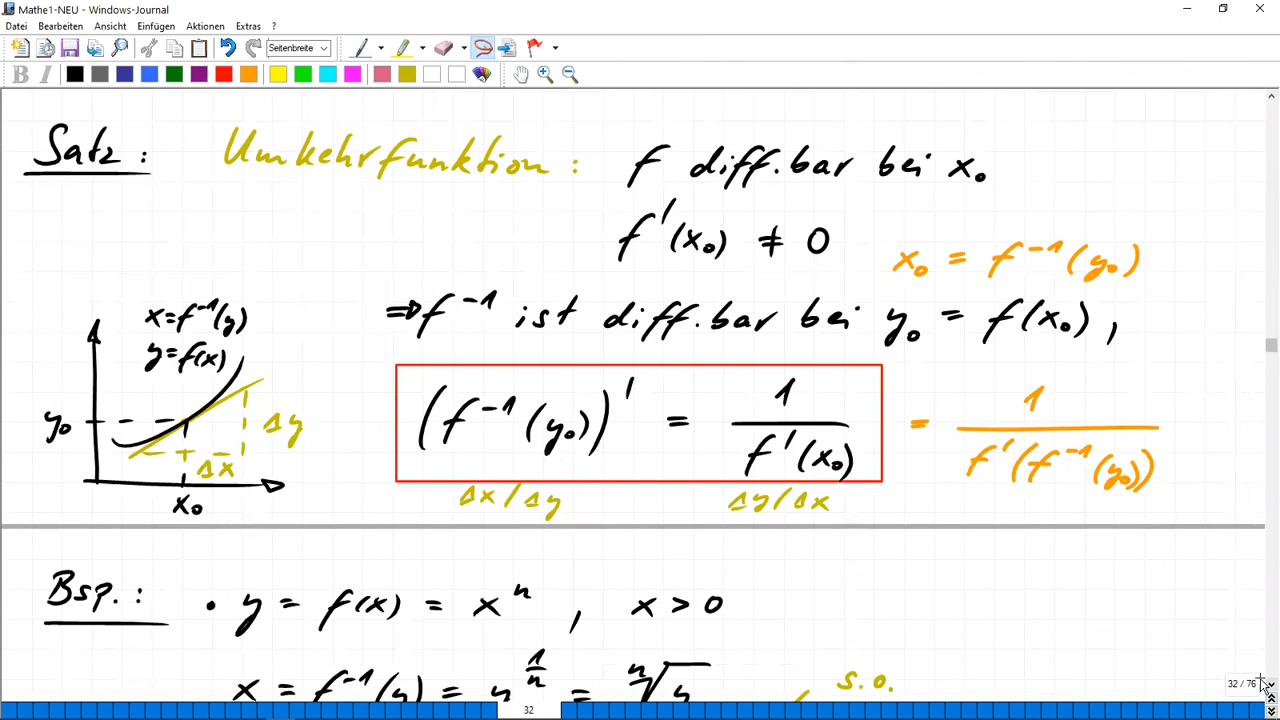 Mathe1-NEU - Windows-Journal
Datei Bearbeiten Ansicht Einfügen Aktionen Extras ?
Seitenbreite
B I
Satz : Umkehrfunktion : f diff.bar bei x₀
f'(x₀) ≠ 0
x₀ = f⁻¹(y₀)
⇒ f⁻¹ ist diff.bar bei y₀ = f(x₀) ,
x=f⁻¹(y)
y=f(x)
y₀
Δy
Δx
x₀
(f⁻¹(y₀))' = 1 / f'(x₀) = 1 / f'(f⁻¹(y₀))
Δx/Δy Δy/Δx
Bsp. : • y = f(x) = xⁿ , x > 0
x = f⁻¹(y) = y^(1/n) = ⁿ√y , s.o.
32 / 76
32